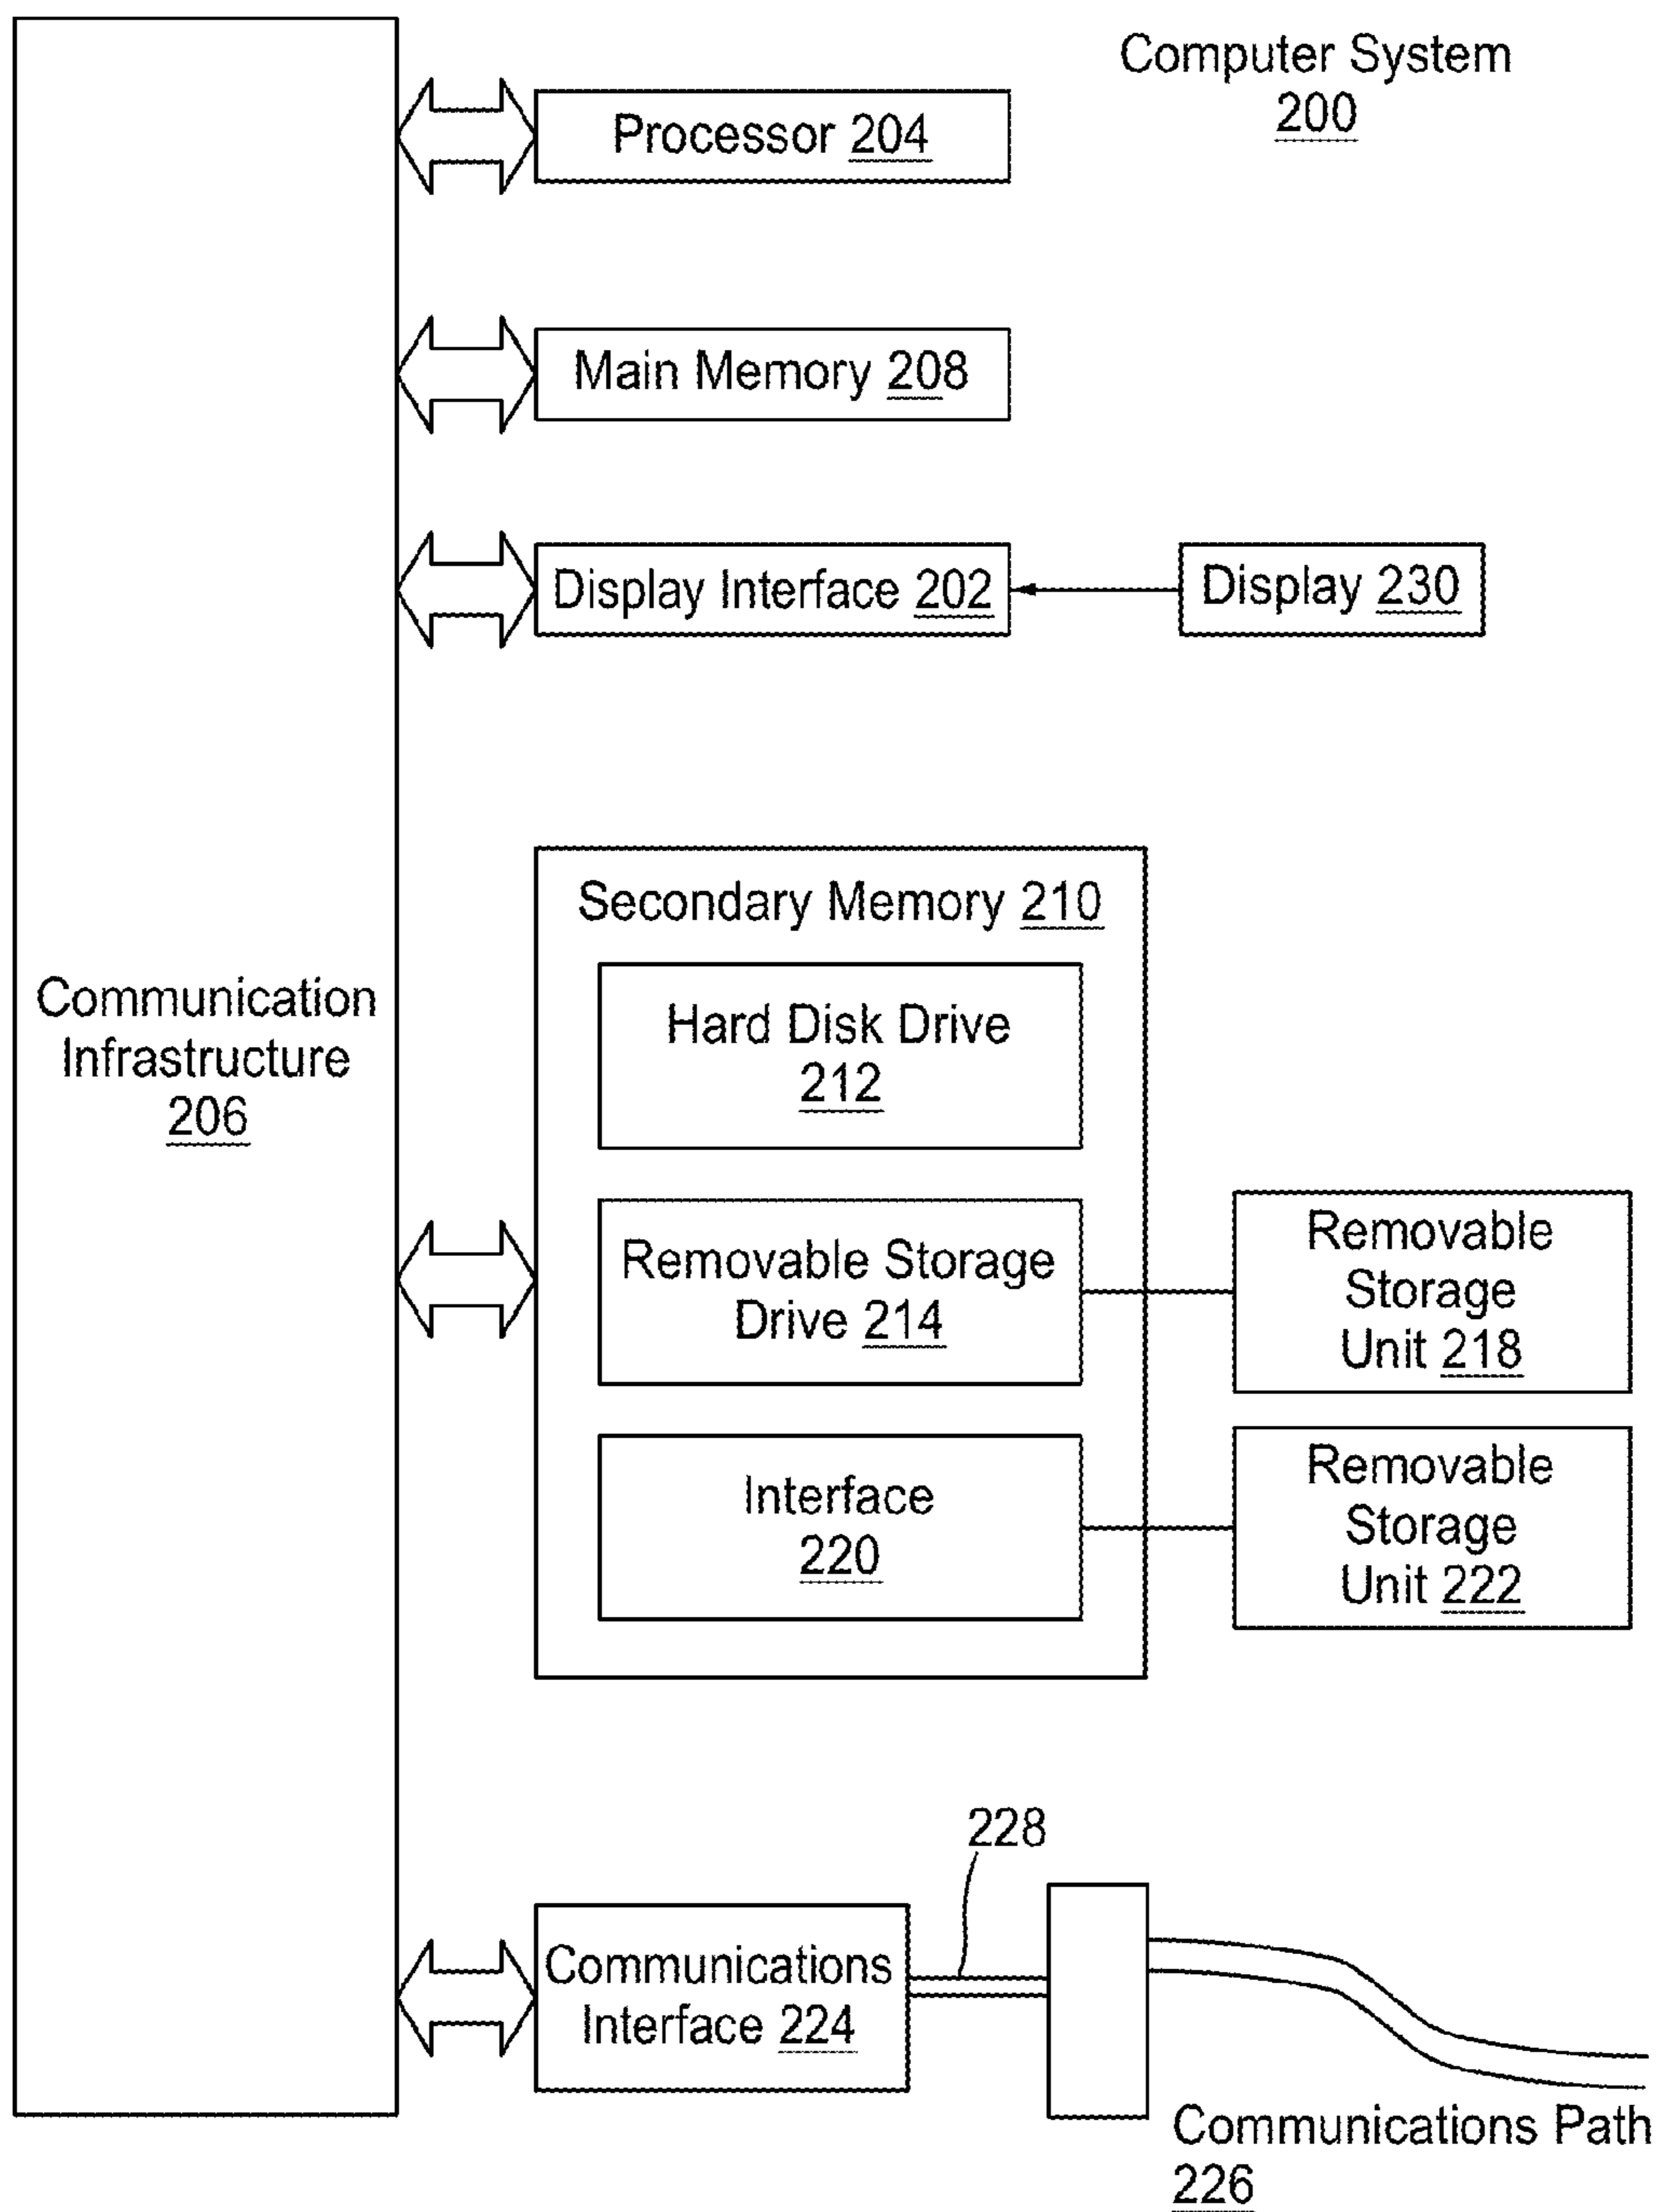 Computer System
200
Processor 204
Main Memory 208
Display Interface 202
Display 230
Communication
Infrastructure
206
Secondary Memory 210
Hard Disk Drive
212
Removable Storage
Drive 214
Removable
Storage
Unit 218
Interface
220
Removable
Storage
Unit 222
228
Communications
Interface 224
Communications Path
226